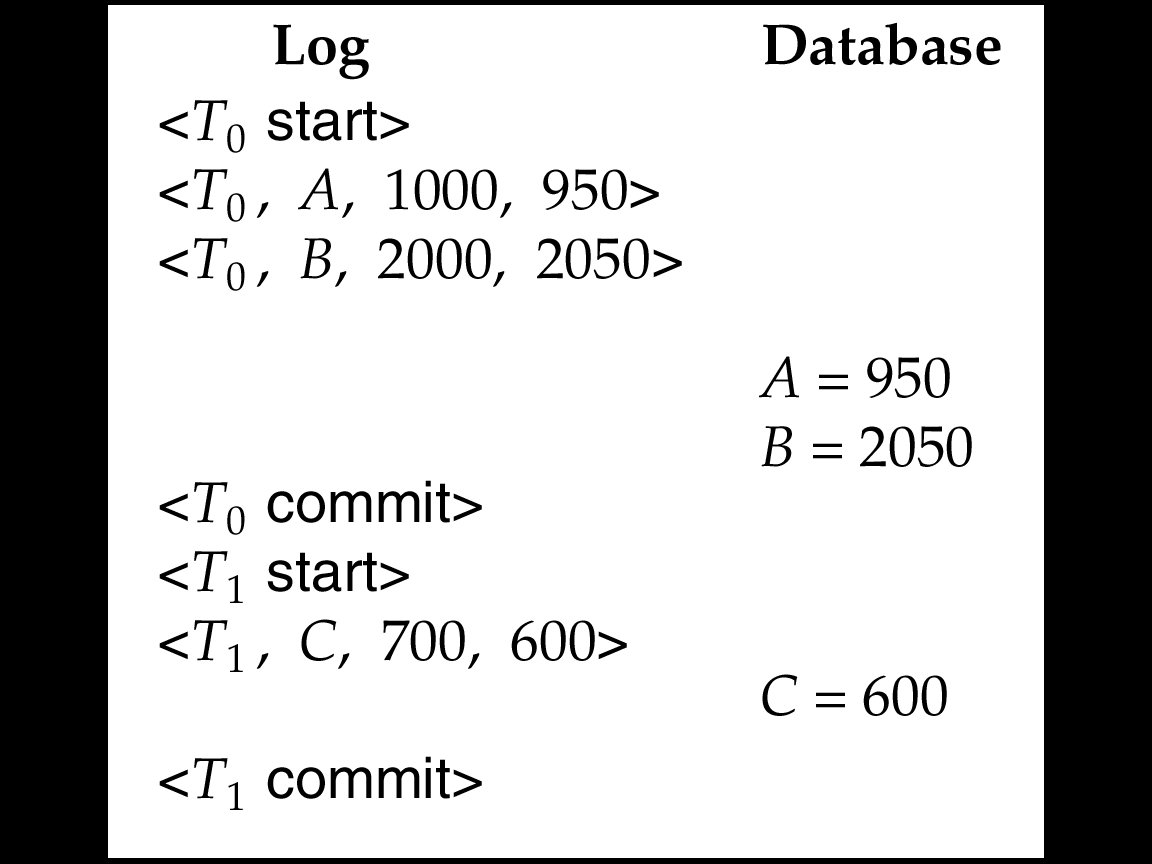 Log Database
<T₀ start>
<T₀, A, 1000, 950>
<T₀, B, 2000, 2050>
A = 950
B = 2050
<T₀ commit>
<T₁ start>
<T₁, C, 700, 600>
C = 600
<T₁ commit>